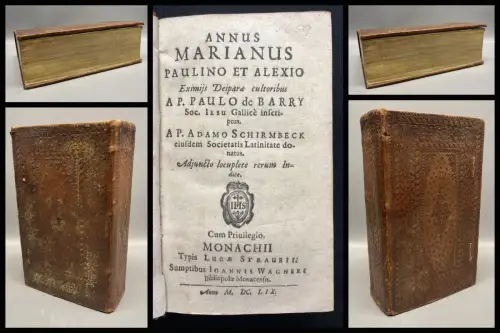 ANNUS
MARIANUS
PAULINO ET ALEXIO
Eximijs Deiparæ cultoribus
A P. PAULO de BARRY
Soc. IESU Gallicè inscri-
ptus.
A P. ADAMO SCHIRMBECK
eiusdem Societatis Latinitate do-
natus.
Adjuncto locuplete rerum In-
dice.
IHS
Cum Privilegio.
MONACHII
Typis LUCÆ STRAUBII:
Sumptibus IOANNIS WAGNERI
Bibliopolæ Monacensis.
Anno M. DC. LIX.